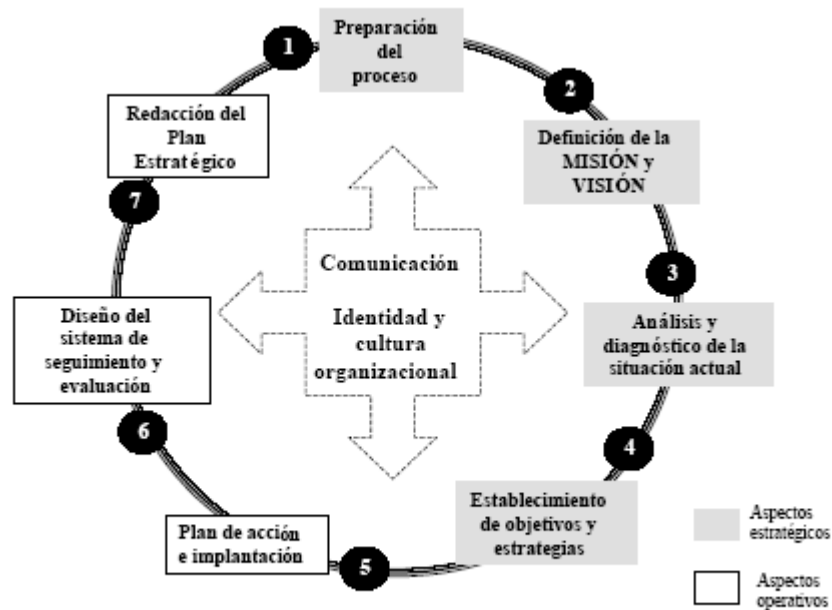 1
Preparación
del
proceso
2
Definición de la
MISIÓN y
VISIÓN
3
Análisis y
diagnóstico de la
situación actual
4
Establecimiento
de objetivos y
estrategias
5
Plan de acción
e implantación
6
Diseño del
sistema de
seguimiento y
evaluación
7
Redacción del
Plan
Estratégico
Comunicación
Identidad y
cultura
organizacional
Aspectos
estratégicos
Aspectos
operativos